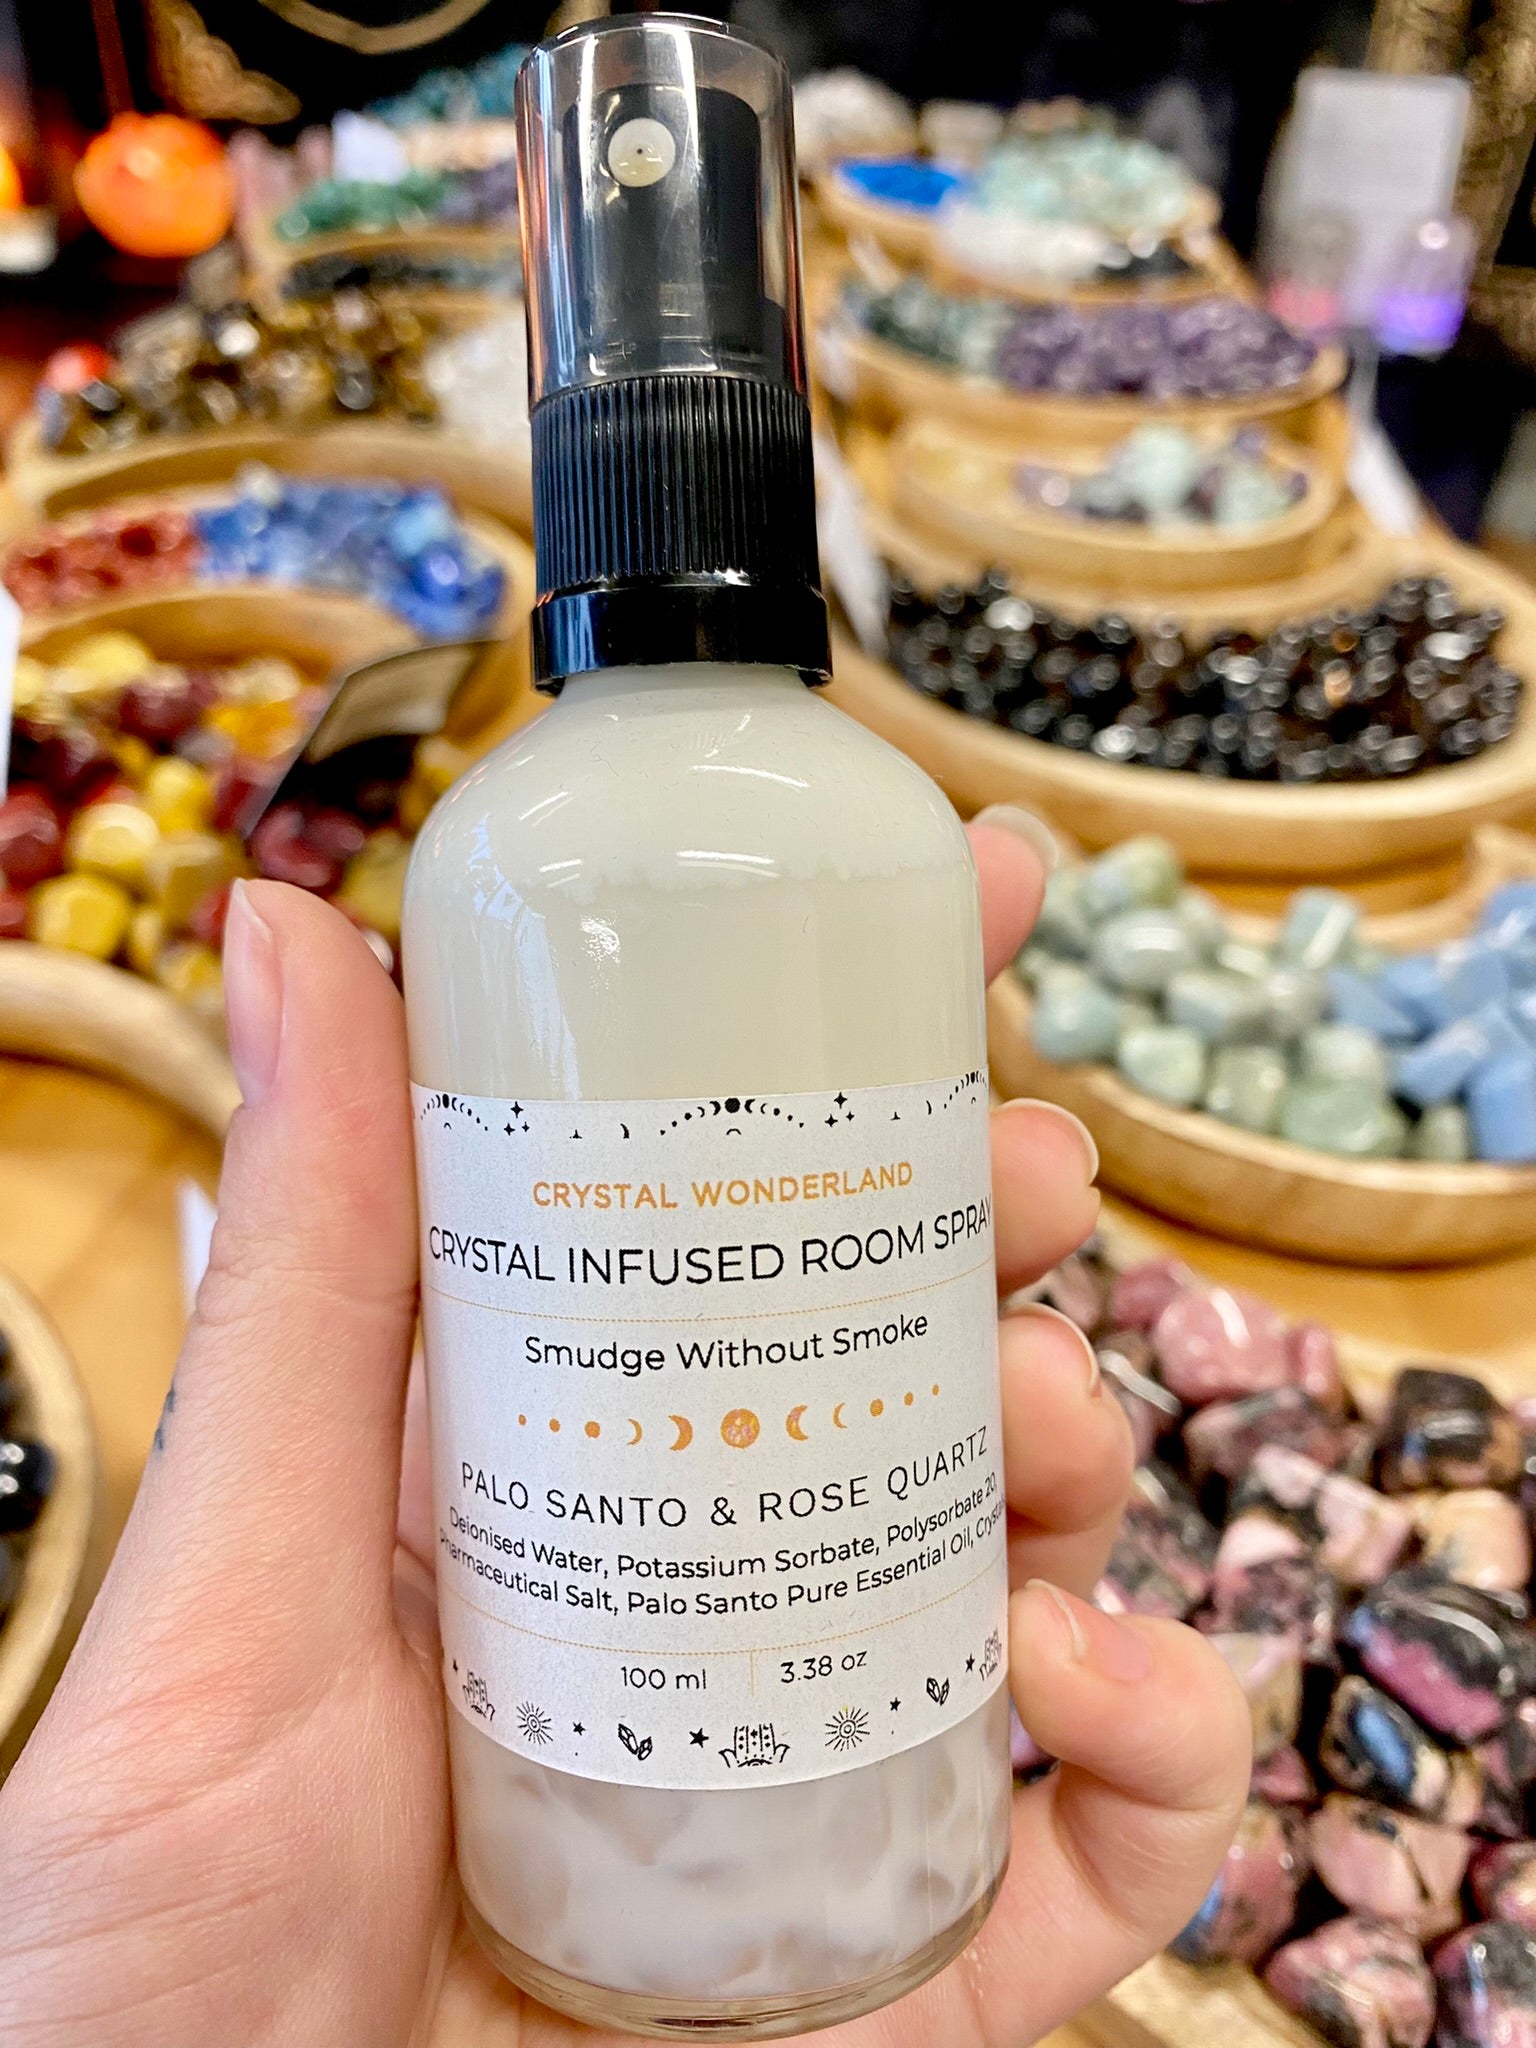 CRYSTAL WONDERLAND
CRYSTAL INFUSED ROOM SPRAY
Smudge Without Smoke
PALO SANTO & ROSE QUARTZ
Deionised Water, Potassium Sorbate, Polysorbate 20,
Pharmaceutical Salt, Palo Santo Pure Essential Oil,
100 ml
3.38 oz